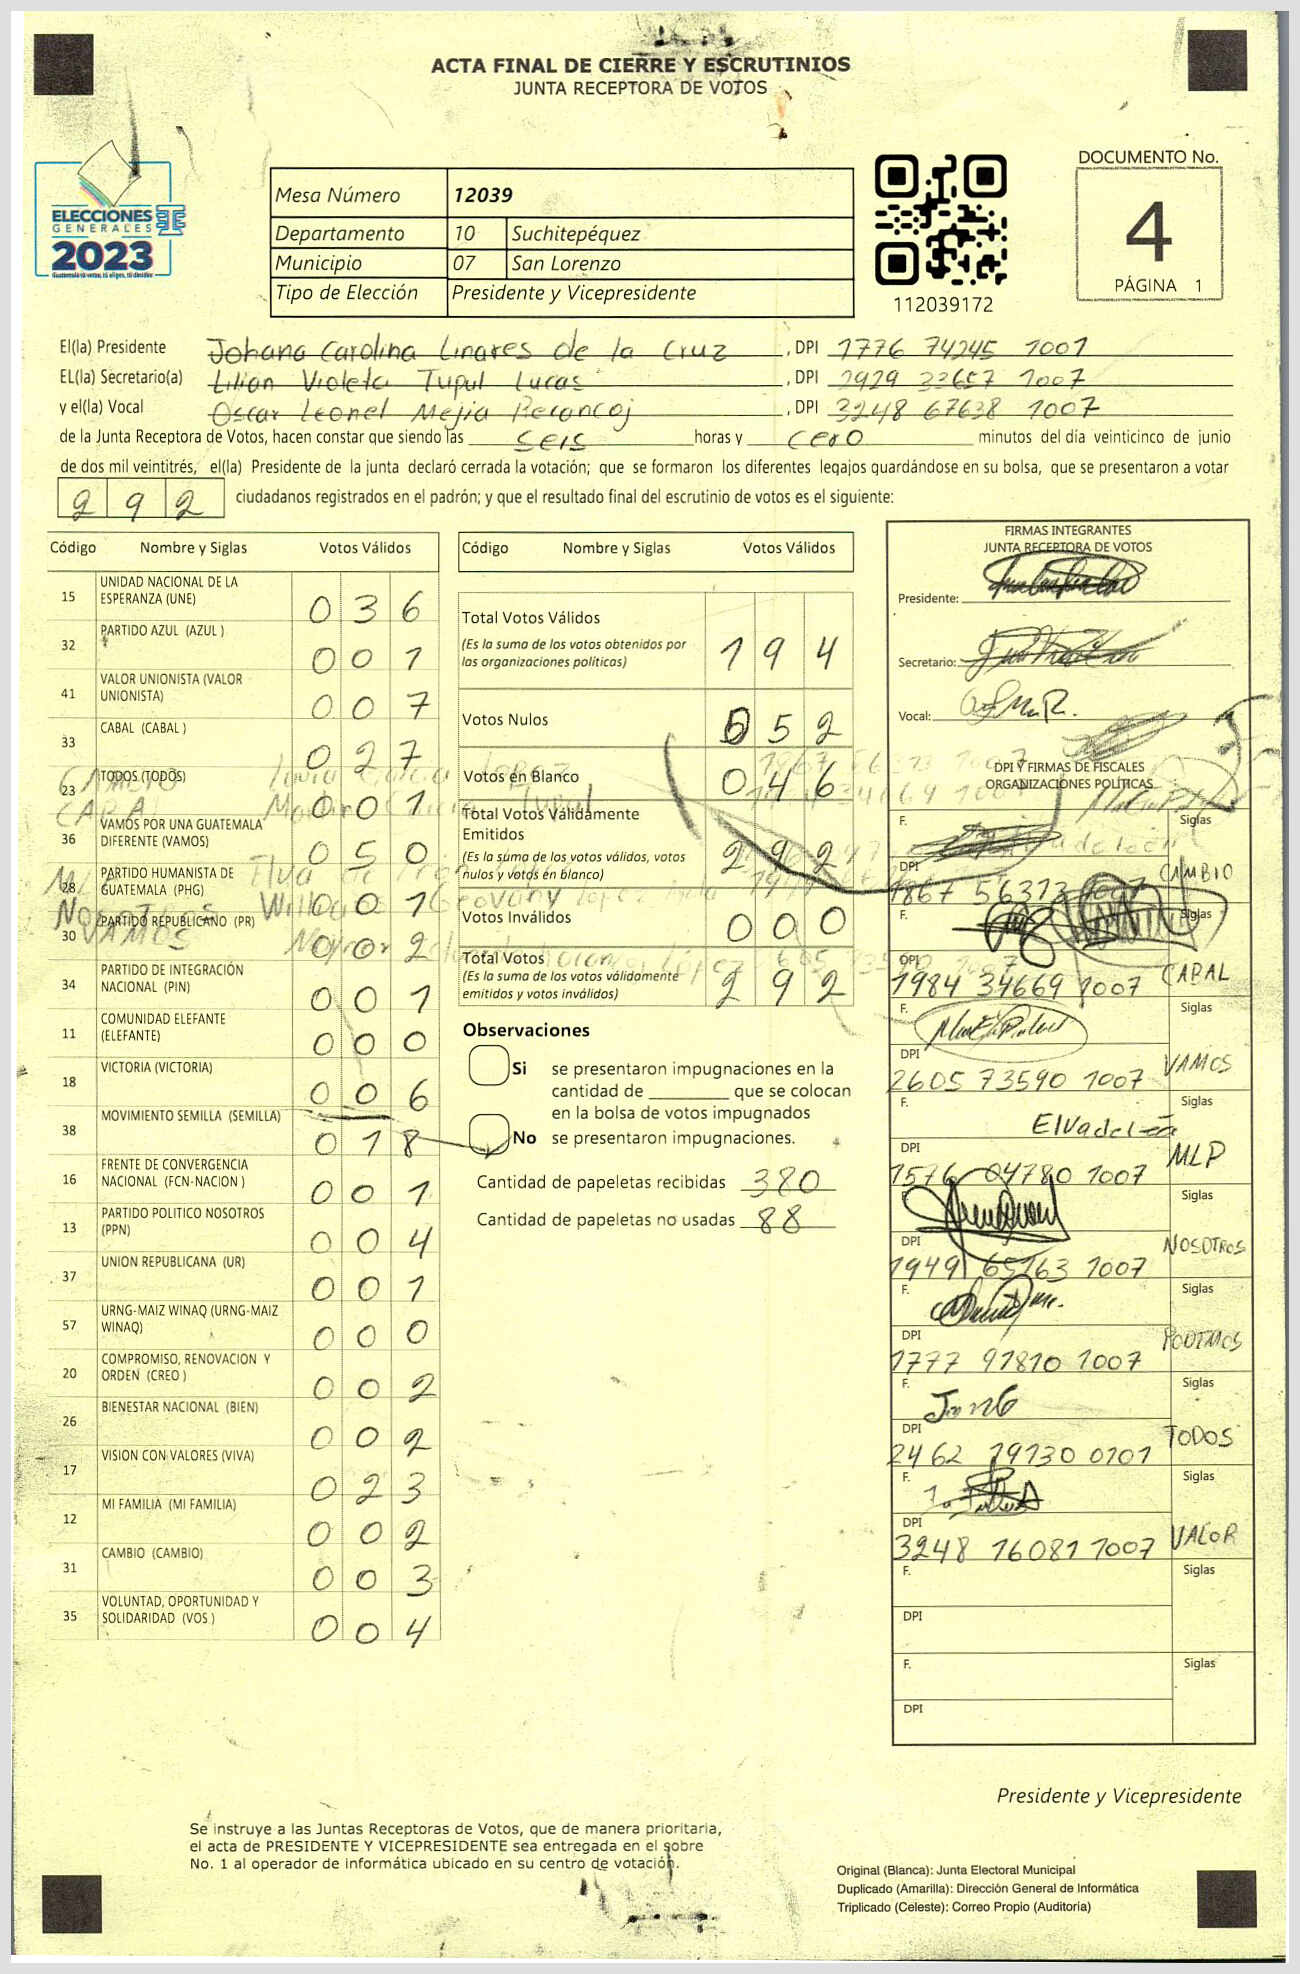 ACTA FINAL DE CIERRE Y ESCRUTINIOS
JUNTA RECEPTORA DE VOTOS
ELECCIONES
GENERALES
2023
Mesa Número 12039
Departamento 10 Suchitepéquez
Municipio 07 San Lorenzo
Tipo de Elección Presidente y Vicepresidente
112039172
DOCUMENTO No.
4
PÁGINA 1
El(la) Presidente Johana Carolina Linares de la Cruz, DPI 1776 74245 1001
EL(la) Secretario(a) Lilian Violeta Tupul Lucas, DPI 2929 33657 1007
y el(la) Vocal Oscar Leonel Mejia, DPI 3248 67638 1007
de la Junta Receptora de Votos, hacen constar que siendo las seis horas y cero minutos del día veinticinco de junio
de dos mil veintitrés, el(la) Presidente de la junta declaró cerrada la votación; que se formaron los diferentes legajos guardándose en su bolsa, que se presentaron a votar
292 ciudadanos registrados en el padrón; y que el resultado final del escrutinio de votos es el siguiente:
Código Nombre y Siglas Votos Válidos
15 UNIDAD NACIONAL DE LA ESPERANZA (UNE) 036
32 PARTIDO AZUL (AZUL ) 001
41 VALOR UNIONISTA (VALOR UNIONISTA) 007
33 CABAL (CABAL ) 027
23 TODOS (TODOS) 001
36 VAMOS POR UNA GUATEMALA DIFERENTE (VAMOS) 050
28 PARTIDO HUMANISTA DE GUATEMALA (PHG) 001
30 PARTIDO REPUBLICANO (PR) 002
34 PARTIDO DE INTEGRACIÓN NACIONAL (PIN) 001
11 COMUNIDAD ELEFANTE (ELEFANTE) 000
18 VICTORIA (VICTORIA) 006
38 MOVIMIENTO SEMILLA (SEMILLA) 018
16 FRENTE DE CONVERGENCIA NACIONAL (FCN-NACION ) 001
13 PARTIDO POLITICO NOSOTROS (PPN) 004
37 UNION REPUBLICANA (UR) 001
57 URNG-MAIZ WINAQ (URNG-MAIZ WINAQ) 000
20 COMPROMISO, RENOVACION Y ORDEN (CREO ) 002
26 BIENESTAR NACIONAL (BIEN) 002
17 VISION CON VALORES (VIVA) 023
12 MI FAMILIA (MI FAMILIA) 002
31 CAMBIO (CAMBIO) 003
35 VOLUNTAD, OPORTUNIDAD Y SOLIDARIDAD (VOS ) 004
Código Nombre y Siglas Votos Válidos
Total Votos Válidos 194
(Es la suma de los votos obtenidos por las organizaciones políticas)
Votos Nulos 052
Votos en Blanco 046
Total Votos Válidamente Emitidos 292
(Es la suma de los votos válidos, votos nulos y votos en blanco)
Votos Inválidos 000
Total Votos 292
(Es la suma de los votos válidamente emitidos y votos inválidos)
Observaciones
Si se presentaron impugnaciones en la
cantidad de ________ que se colocan
en la bolsa de votos impugnados
No se presentaron impugnaciones.
Cantidad de papeletas recibidas 380
Cantidad de papeletas no usadas 88
FIRMAS INTEGRANTES
JUNTA RECEPTORA DE VOTOS
Presidente:
Secretario:
Vocal:
DPI Y FIRMAS DE FISCALES
ORGANIZACIONES POLÍTICAS
F. Siglas
DPI 1867 56373 1007 CAMBIO
F. Siglas
DPI 1984 34669 1007 CABAL
F. Siglas
DPI 2605 73590 1007 VAMOS
F. Elvadeleón Siglas
DPI 1576 04780 1007 MLP
F. Siglas
DPI 1949 65163 1007 NOSOTROS
F. Siglas
DPI 1777 91810 1007 PODEMOS
F. Siglas
DPI 2462 19130 0101 TODOS
F. Siglas
DPI 3248 16081 1007 VALOR
F. Siglas
DPI
F. Siglas
DPI
Presidente y Vicepresidente
Se instruye a las Juntas Receptoras de Votos, que de manera prioritaria,
el acta de PRESIDENTE Y VICEPRESIDENTE sea entregada en el sobre
No. 1 al operador de informática ubicado en su centro de votación.
Original (Blanca): Junta Electoral Municipal
Duplicado (Amarilla): Dirección General de Informática
Triplicado (Celeste): Correo Propio (Auditoria)